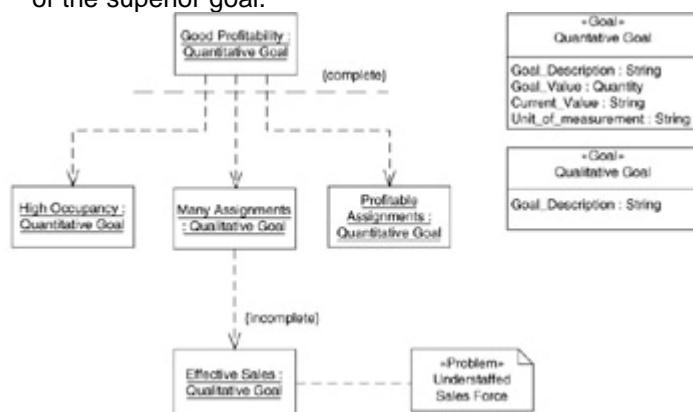 of the superior goal.
Good Profitability :
Quantitative Goal
{complete}
High Occupancy :
Quantitative Goal
Many Assignments
: Qualitative Goal
Profitable
Assignments :
Quantitative Goal
{incomplete}
Effective Sales :
Qualitative Goal
«Problem»
Understaffed
Sales Force
«Goal»
Quantative Goal
Goal_Description : String
Goal_Value : Quantity
Current_Value : String
Unit_of_measurement : String
«Goal»
Qualitative Goal
Goal_Description : String